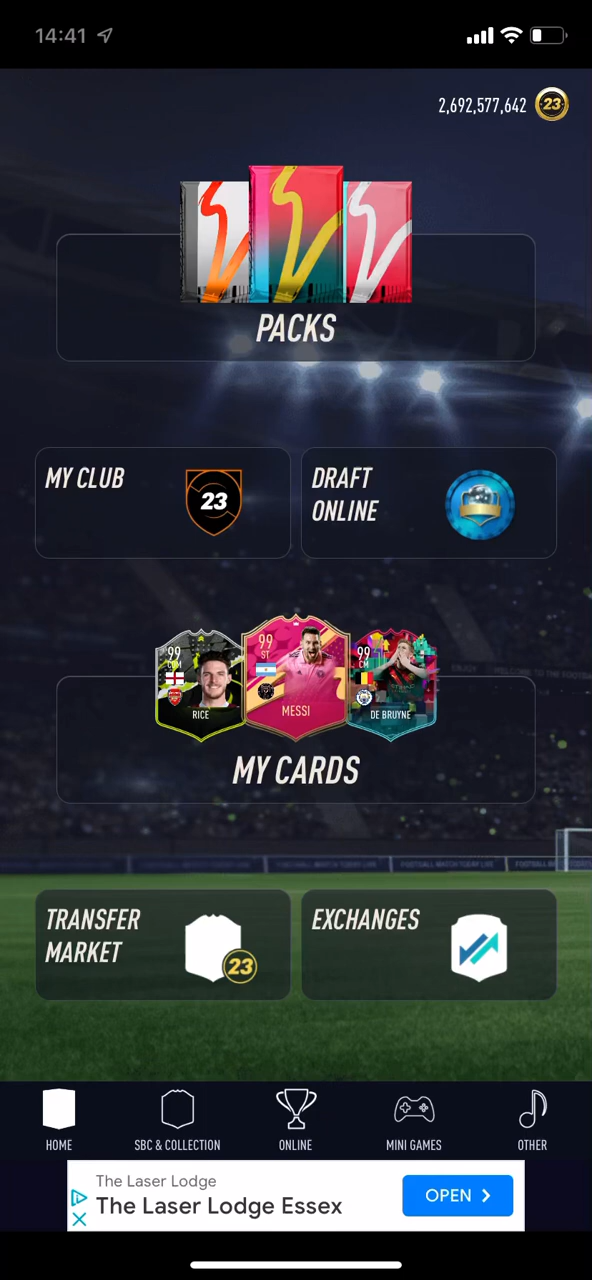 14:41
2,692,577,642
23
PACKS
MY CLUB
23
DRAFT
ONLINE
99
CDM
RICE
99
ST
MESSI
99
CM
DE BRUYNE
MY CARDS
TRANSFER
MARKET
23
EXCHANGES
HOME
SBC & COLLECTION
ONLINE
MINI GAMES
OTHER
The Laser Lodge
The Laser Lodge Essex
OPEN